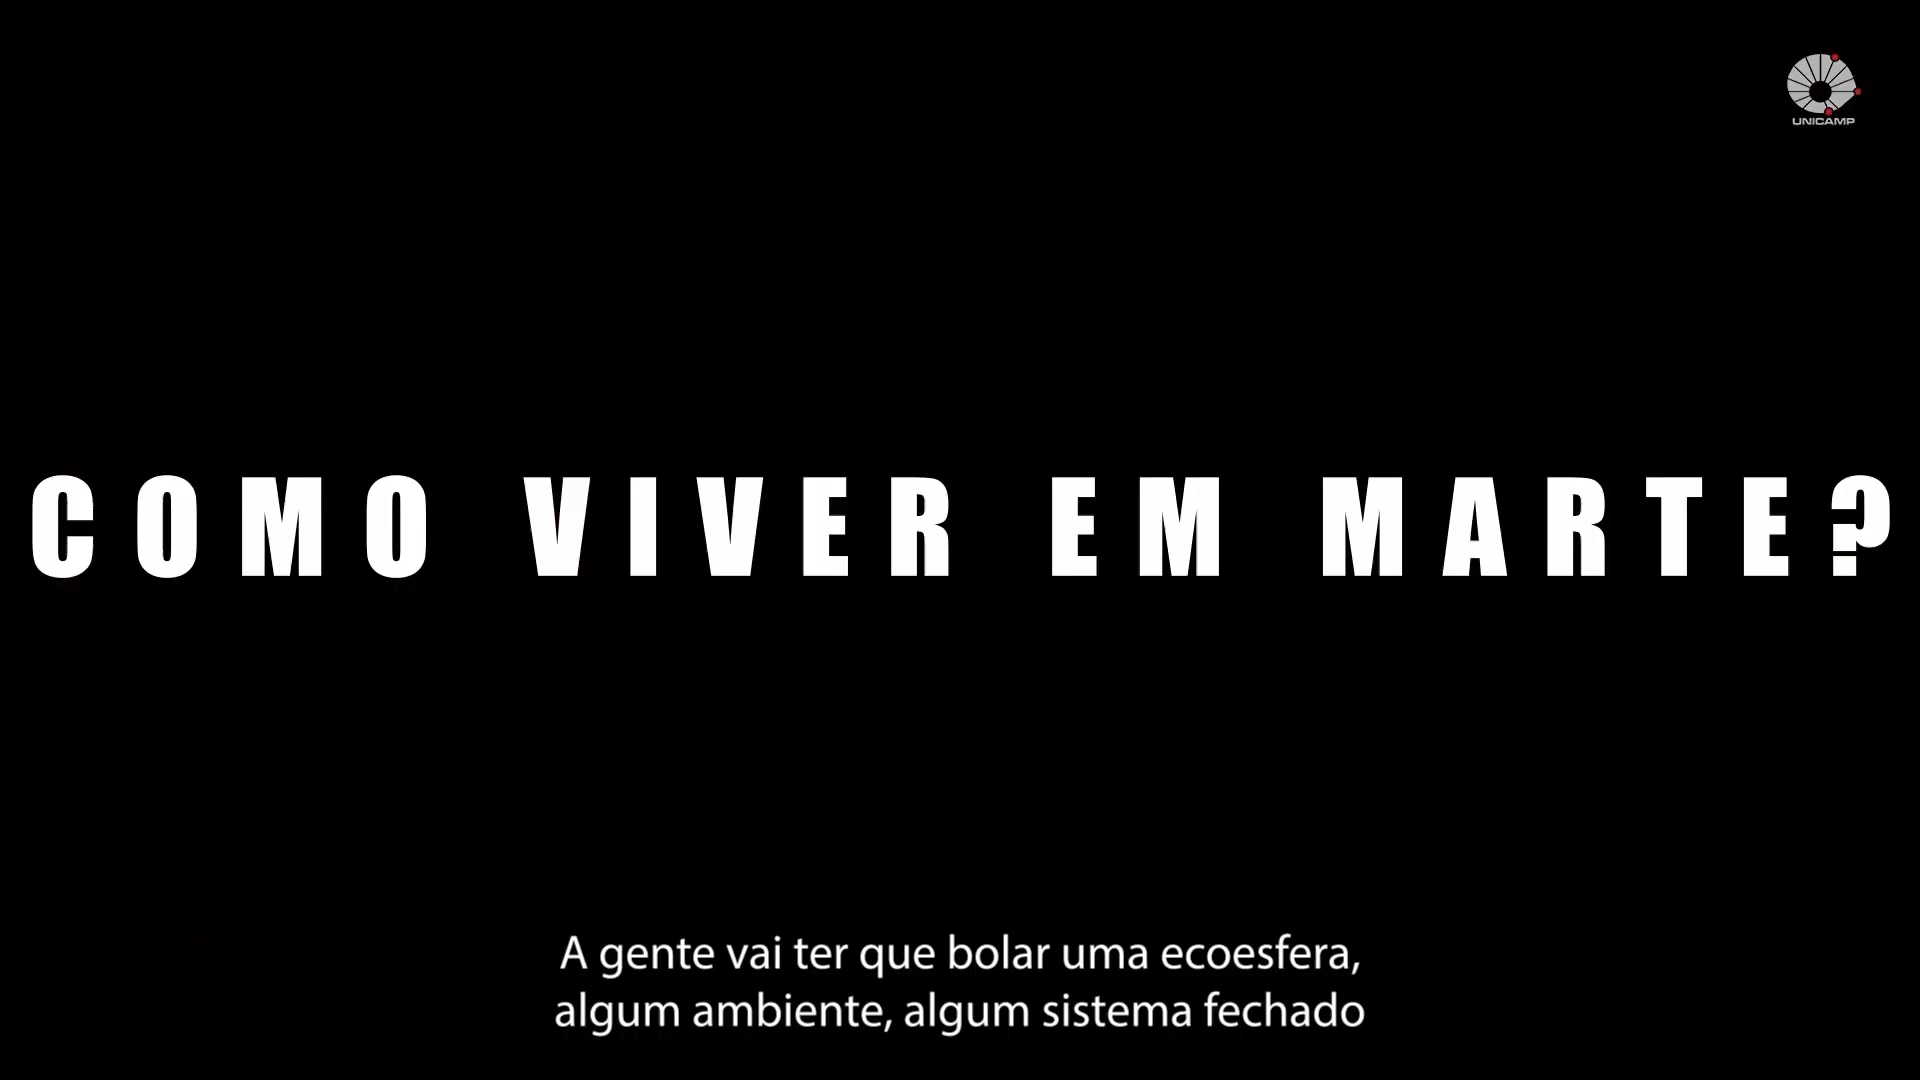 UNICAMP
COMO VIVER EM MARTE?
A gente vai ter que bolar uma ecoesfera,
algum ambiente, algum sistema fechado